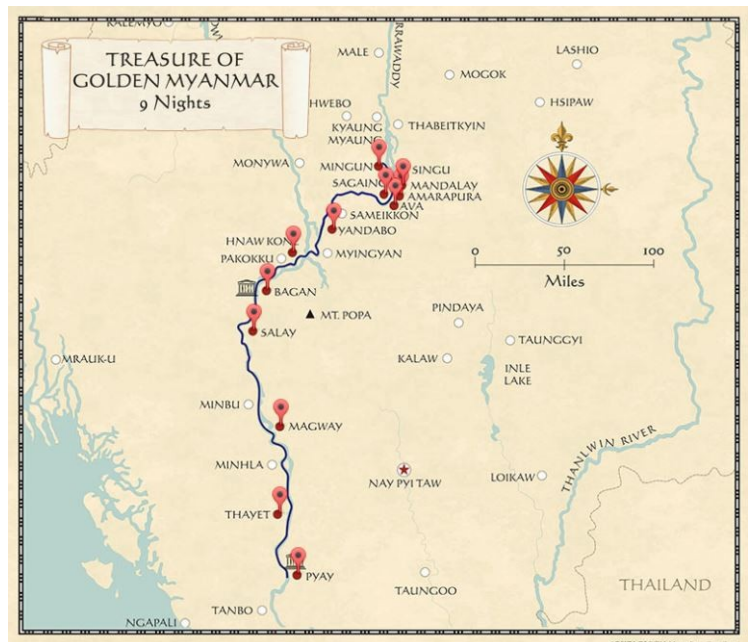 TREASURE OF
GOLDEN MYANMAR
9 Nights
MALE
LASHIO
MOGOK
HSIPAW
HWEBO
KYAUNG
MYAUNG
THABEITKYIN
MONYWA
MINGUN
SINGU
SAGAING
MANDALAY
AMARAPURA
AVA
SAMEIKKON
YANDABO
HNAW KON
PAKOKKU
MYINGYAN
0 50 100
Miles
BAGAN
MT. POPA
PINDAYA
SALAY
TAUNGGYI
MRAUK-U
KALAW
INLE
LAKE
MINBU
MAGWAY
THANLWIN RIVER
MINHLA
NAY PYI TAW
LOIKAW
THAYET
PYAY
TAUNGOO
THAILAND
TANBO
NGAPALI